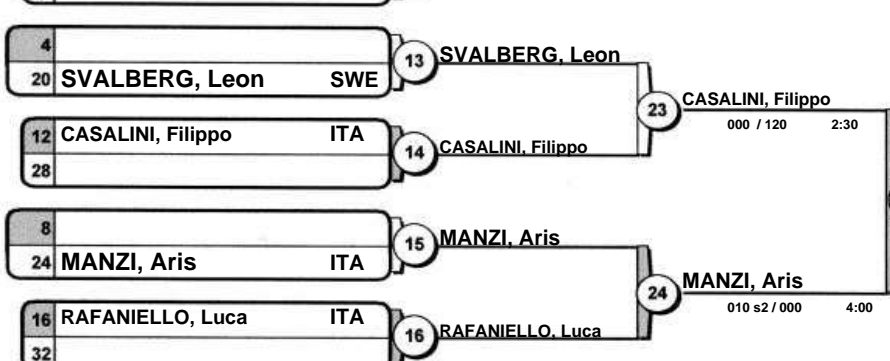 4
20 SVALBERG, Leon SWE
13 SVALBERG, Leon
12 CASALINI, Filippo ITA
28
14 CASALINI, Filippo
23 CASALINI, Filippo
000 / 120 2:30
8
24 MANZI, Aris ITA
15 MANZI, Aris
16 RAFANIELLO, Luca ITA
32
16 RAFANIELLO, Luca
24 MANZI, Aris
010 s2 / 000 4:00